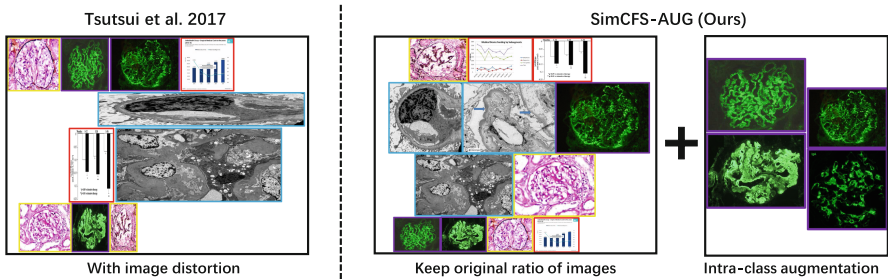 Tsutsui et al. 2017
SimCFS-AUG (Ours)
With image distortion
Keep original ratio of images
Intra-class augmentation